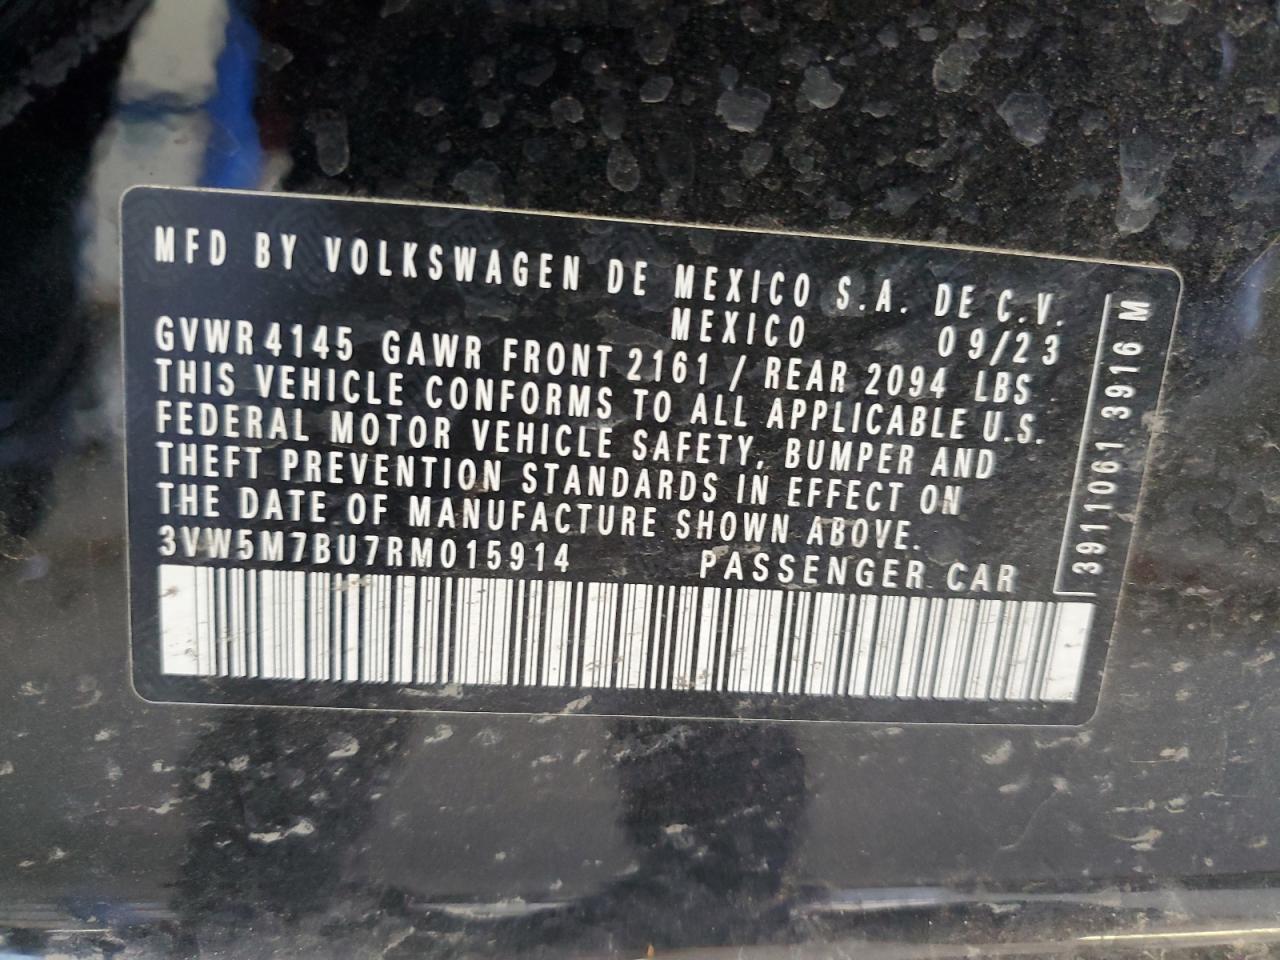 MFD BY VOLKSWAGEN DE MEXICO S.A. DE C.V.
MEXICO 09/23
GVWR 4145 GAWR FRONT 2161 / REAR 2094 LBS
THIS VEHICLE CONFORMS TO ALL APPLICABLE U.S.
FEDERAL MOTOR VEHICLE SAFETY, BUMPER AND
THEFT PREVENTION STANDARDS IN EFFECT ON
THE DATE OF MANUFACTURE SHOWN ABOVE.
3VW5M7BU7RM015914 PASSENGER CAR
3911061 3916 M